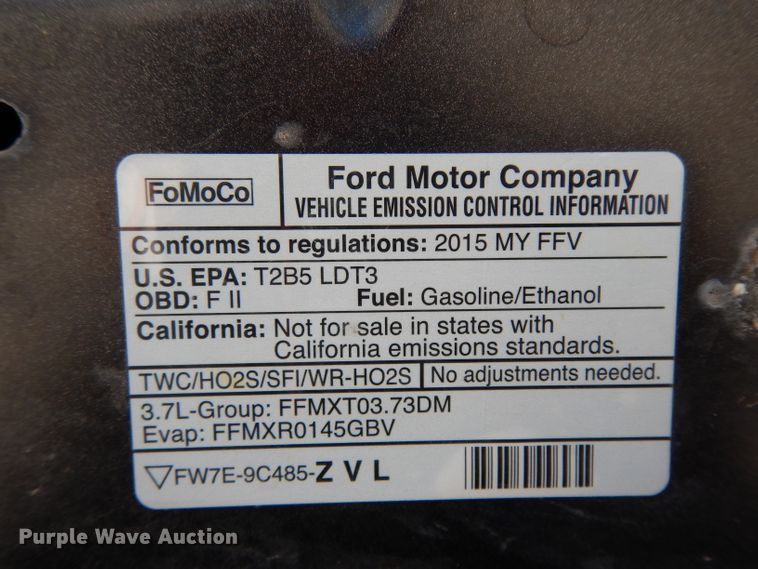 FoMoCo
Ford Motor Company
VEHICLE EMISSION CONTROL INFORMATION
Conforms to regulations: 2015 MY FFV
U.S. EPA: T2B5 LDT3
OBD: F II Fuel: Gasoline/Ethanol
California: Not for sale in states with
California emissions standards.
TWC/HO2S/SFI/WR-HO2S No adjustments needed.
3.7L-Group: FFMXT03.73DM
Evap: FFMXR0145GBV
▽FW7E-9C485-Z V L
Purple Wave Auction